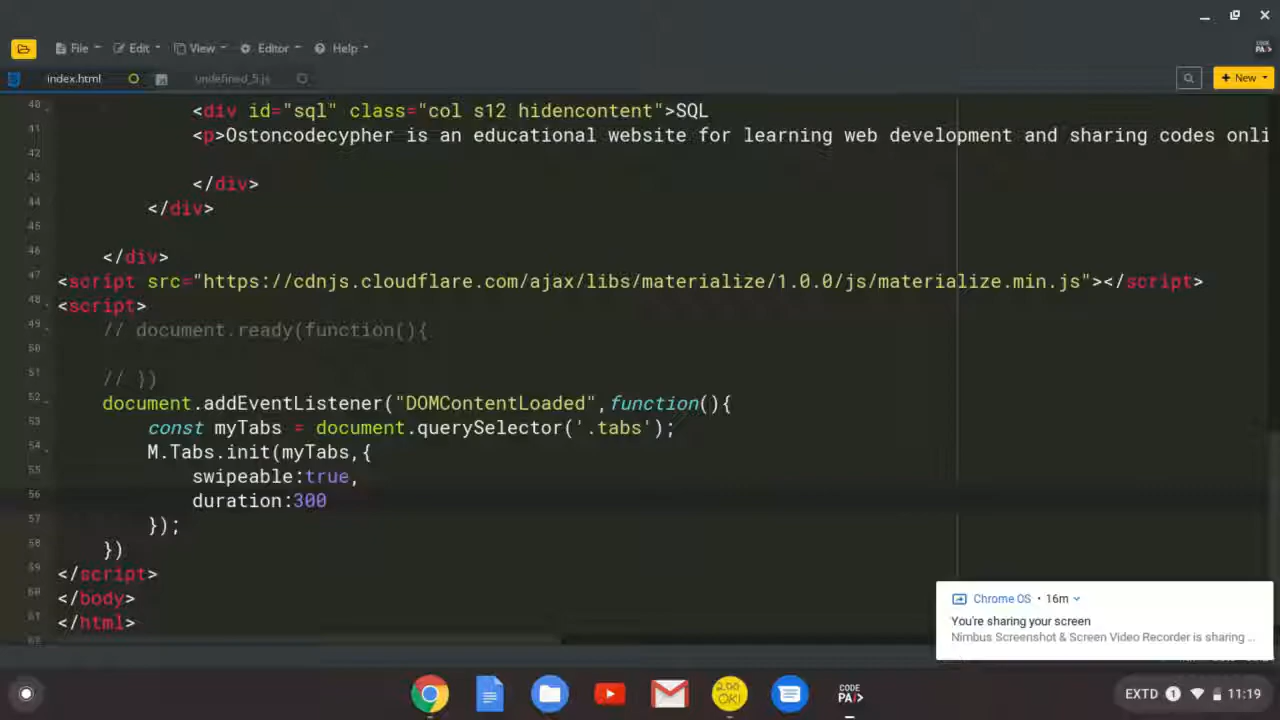 File Edit View Editor Help CODE PAD
index.html undefined_5.js New
40 <div id="sql" class="col s12 hidencontent">SQL
41 <p>Ostoncodecypher is an educational website for learning web development and sharing codes onli
42
43 </div>
44 </div>
45
46 </div>
47 <script src="https://cdnjs.cloudflare.com/ajax/libs/materialize/1.0.0/js/materialize.min.js"></script>
48 <script>
49 // document.ready(function(){
50
51 // })
52 document.addEventListener("DOMContentLoaded",function(){
53 const myTabs = document.querySelector('.tabs');
54 M.Tabs.init(myTabs,{
55 swipeable:true,
56 duration:300
57 });
58 })
59 </script>
60 </body>
61 </html>
62
Chrome OS • 16m
You're sharing your screen
Nimbus Screenshot & Screen Video Recorder is sharing ...
2.00 OK! CODE PA/> EXTD 1 11:19